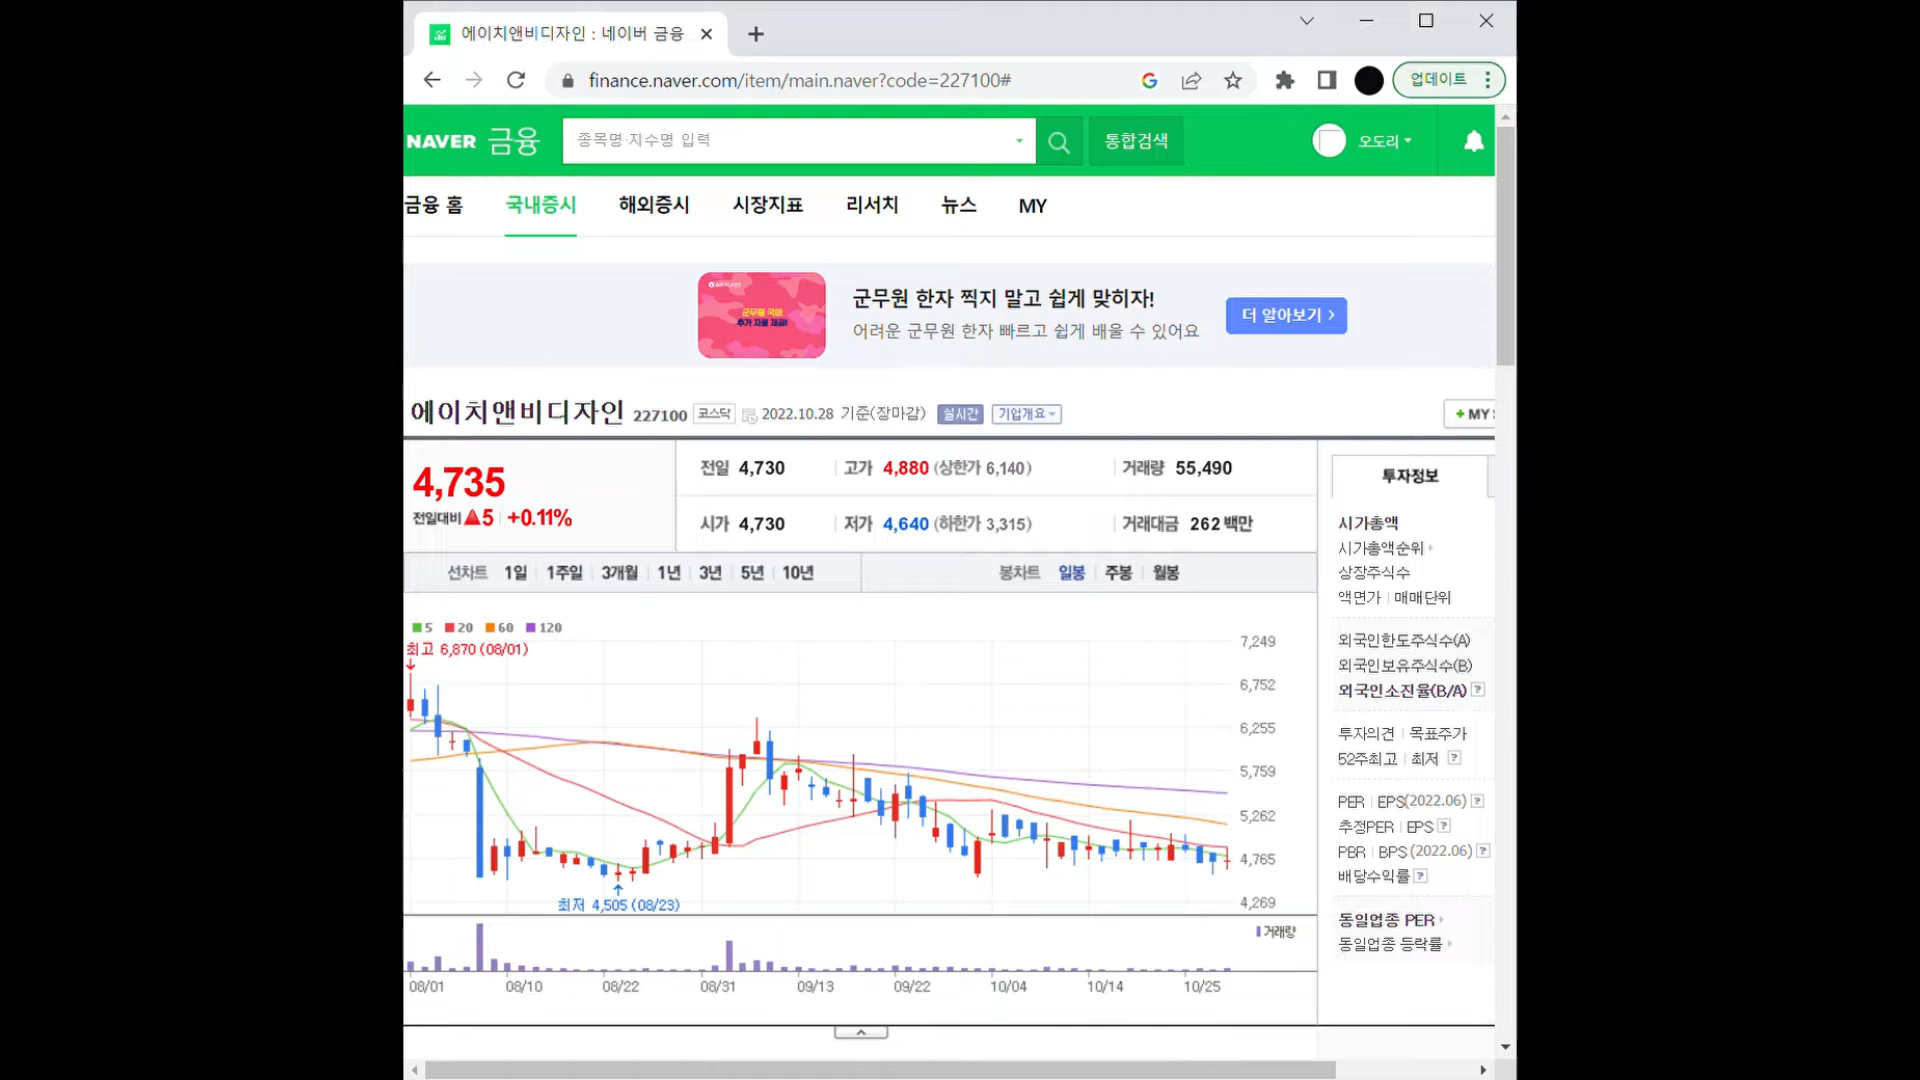 에이치앤비디자인 : 네이버 금융
finance.naver.com/item/main.naver?code=227100#
업데이트
NAVER 금융
종목명·지수명 입력
통합검색
오도리
금융 홈 국내증시 해외증시 시장지표 리서치 뉴스 MY
군무원 국어
추가 자료 제공!
군무원 한자 찍지 말고 쉽게 맞히자!
어려운 군무원 한자 빠르고 쉽게 배울 수 있어요
더 알아보기
에이치앤비디자인 227100 코스닥 2022.10.28 기준(장마감) 실시간 기업개요
+ MY
4,735
전일대비 ▲5 +0.11%
전일 4,730 고가 4,880 (상한가 6,140) 거래량 55,490
시가 4,730 저가 4,640 (하한가 3,315) 거래대금 262 백만
선차트 1일 1주일 3개월 1년 3년 5년 10년 봉차트 일봉 주봉 월봉
5 20 60 120
최고 6,870 (08/01)
7,249
6,752
6,255
5,759
5,262
4,765
4,269
최저 4,505 (08/23)
거래량
08/01 08/10 08/22 08/31 09/13 09/22 10/04 10/14 10/25
투자정보
시가총액
시가총액순위
상장주식수
액면가 매매단위
외국인한도주식수(A)
외국인보유주식수(B)
외국인소진율(B/A) ?
투자의견 목표주가
52주최고 최저 ?
PER EPS(2022.06) ?
추정PER EPS ?
PBR BPS (2022.06) ?
배당수익률 ?
동일업종 PER
동일업종 등락률